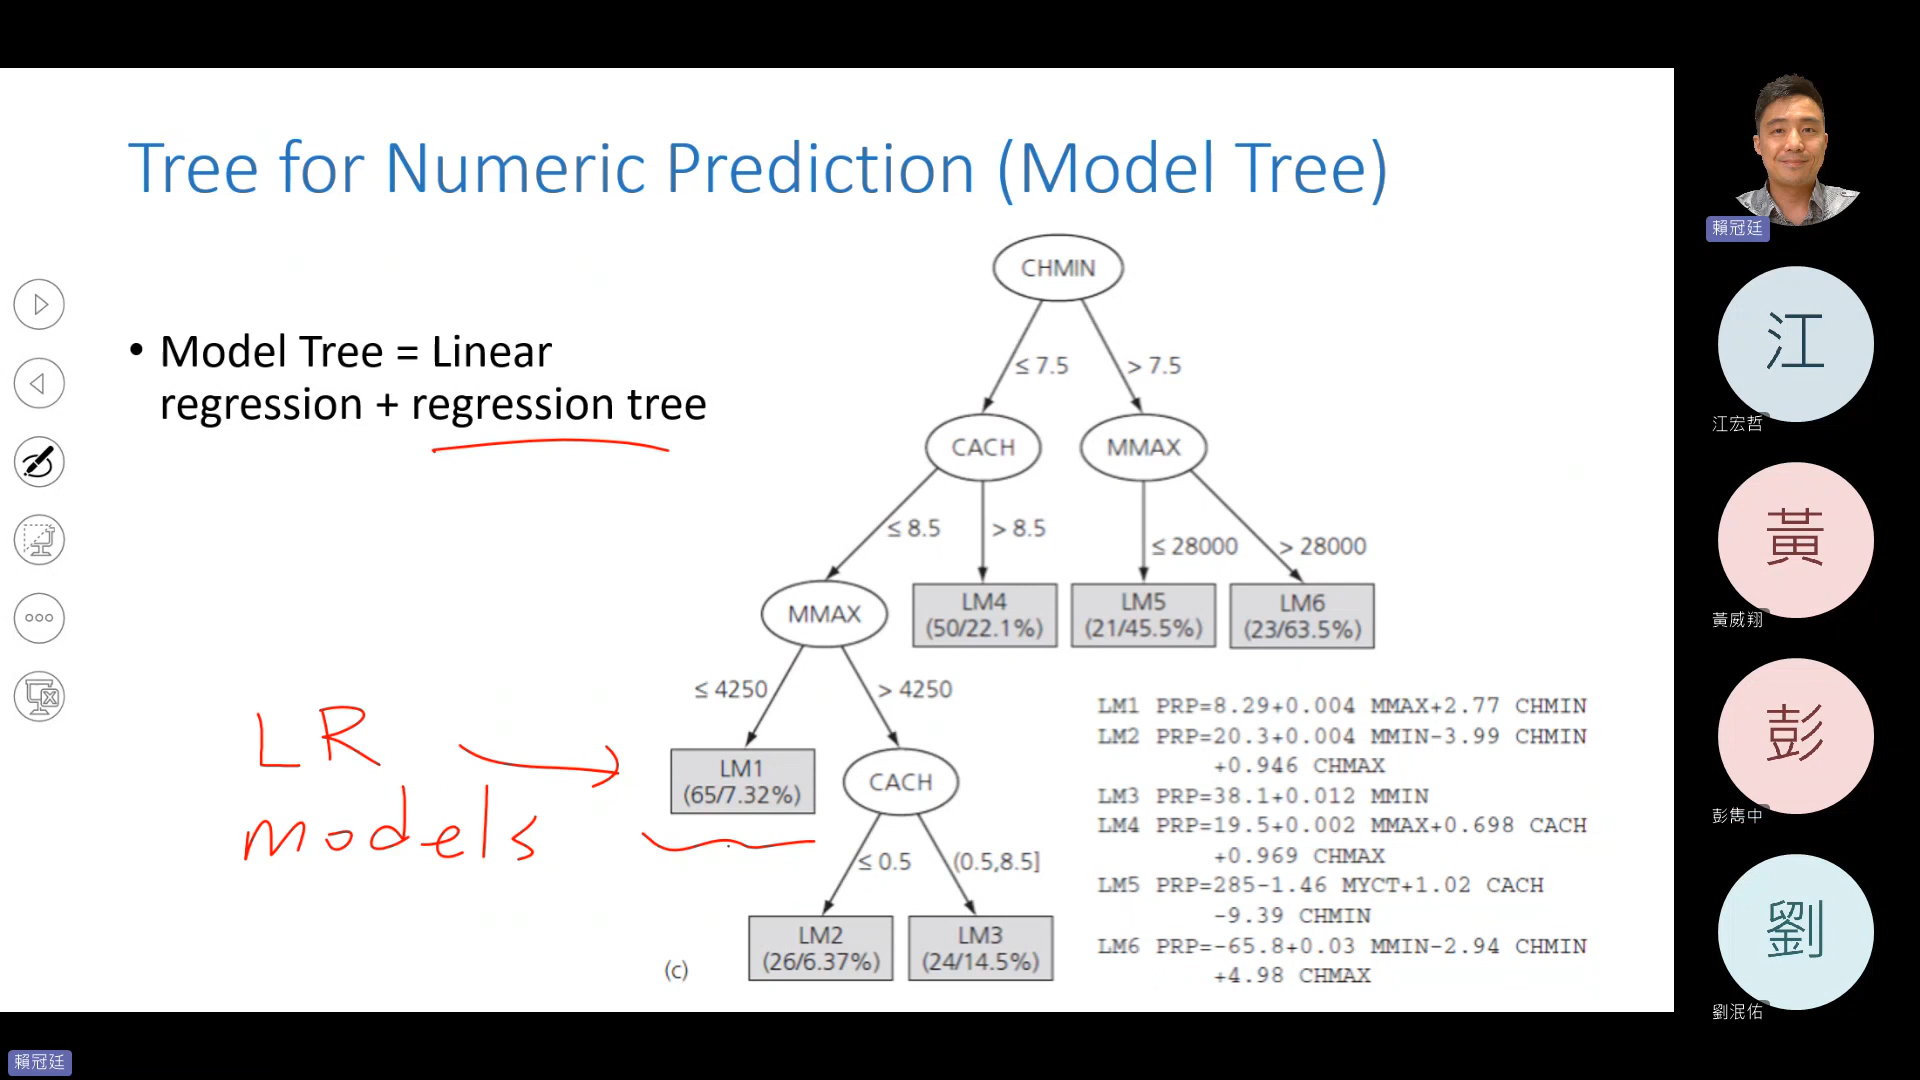 Tree for Numeric Prediction (Model Tree)
• Model Tree = Linear
regression + regression tree
LR
models
CHMIN
≤ 7.5
> 7.5
CACH
MMAX
≤ 8.5
> 8.5
≤ 28000
> 28000
MMAX
LM4
(50/22.1%)
LM5
(21/45.5%)
LM6
(23/63.5%)
≤ 4250
> 4250
LM1
(65/7.32%)
CACH
≤ 0.5
(0.5,8.5]
LM2
(26/6.37%)
LM3
(24/14.5%)
(c)
LM1 PRP=8.29+0.004 MMAX+2.77 CHMIN
LM2 PRP=20.3+0.004 MMIN-3.99 CHMIN
+0.946 CHMAX
LM3 PRP=38.1+0.012 MMIN
LM4 PRP=19.5+0.002 MMAX+0.698 CACH
+0.969 CHMAX
LM5 PRP=285-1.46 MYCT+1.02 CACH
-9.39 CHMIN
LM6 PRP=-65.8+0.03 MMIN-2.94 CHMIN
+4.98 CHMAX
賴冠廷
江
江宏哲
黃
黃威翔
彭
彭雋中
劉
劉泯佑
賴冠廷